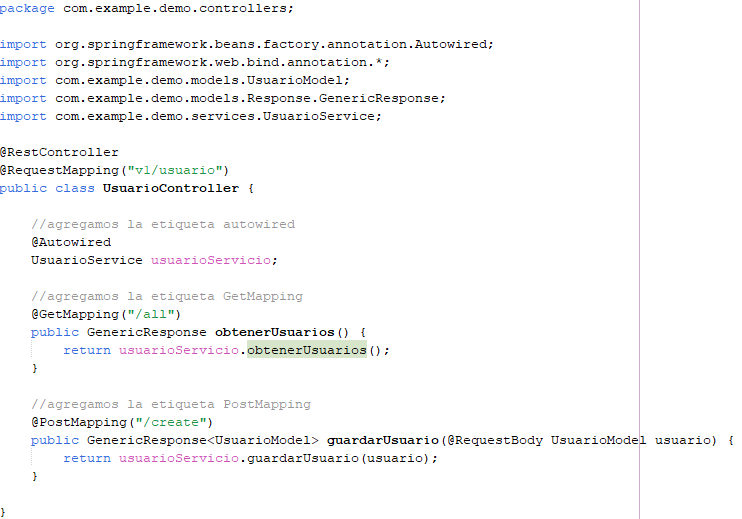 package com.example.demo.controllers;
import org.springframework.beans.factory.annotation.Autowired;
import org.springframework.web.bind.annotation.*;
import com.example.demo.models.UsuarioModel;
import com.example.demo.models.Response.GenericResponse;
import com.example.demo.services.UsuarioService;
@RestController
@RequestMapping("v1/usuario")
public class UsuarioController {
//agregamos la etiqueta autowired
@Autowired
UsuarioService usuarioServicio;
//agregamos la etiqueta GetMapping
@GetMapping("/all")
public GenericResponse obtenerUsuarios() {
return usuarioServicio.obtenerUsuarios();
}
//agregamos la etiqueta PostMapping
@PostMapping("/create")
public GenericResponse<UsuarioModel> guardarUsuario(@RequestBody UsuarioModel usuario) {
return usuarioServicio.guardarUsuario(usuario);
}
}